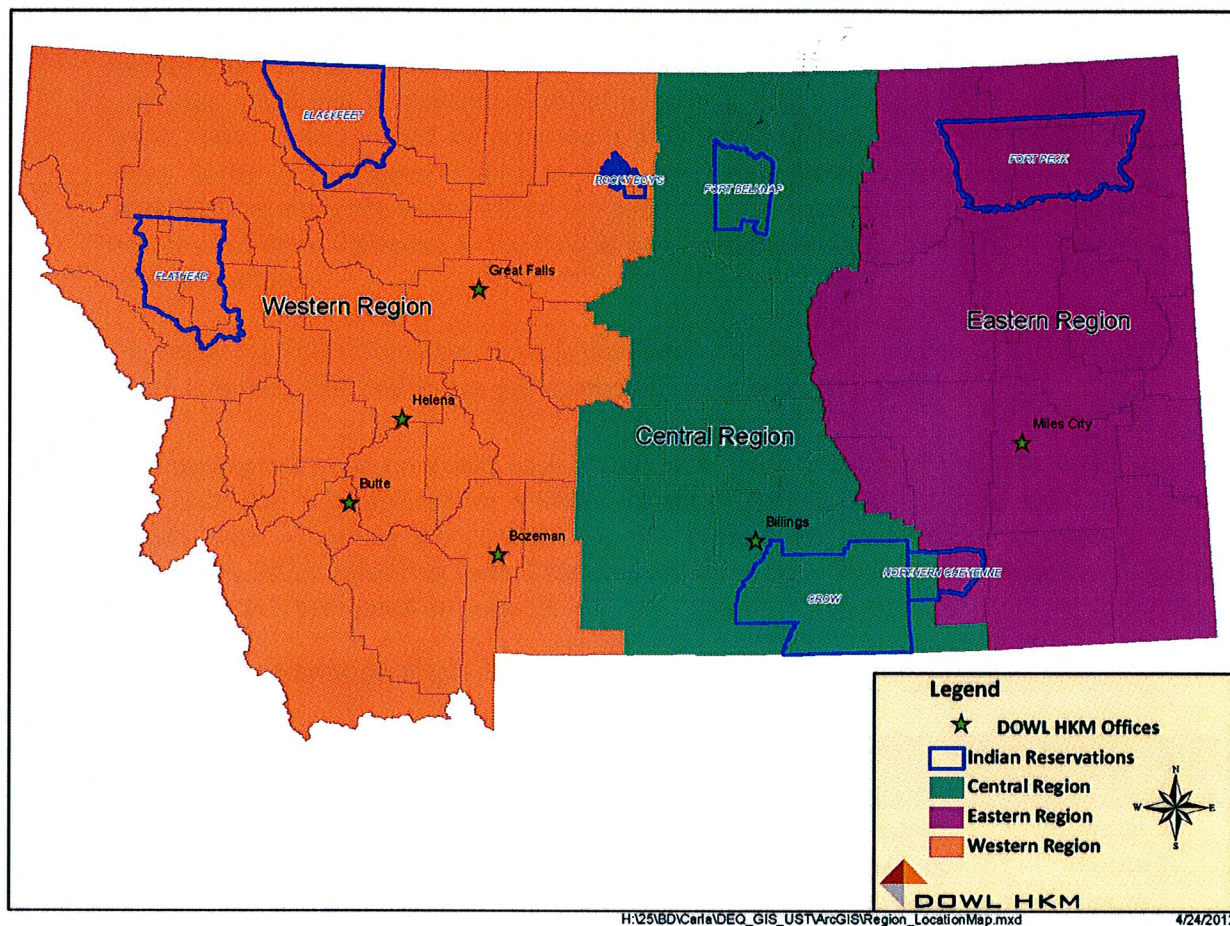 BLACKFEET
ROCKY BOY'S
FORT BELKNAP
FORT PECK
FLATHEAD
Great Falls
Western Region
Eastern Region
Helena
Central Region
Miles City
Butte
Billings
Bozeman
NORTHERN CHEYENNE
CROW
Legend
DOWL HKM Offices
Indian Reservations
Central Region
Eastern Region
Western Region
N
W
E
S
DOWL HKM
H:\25\BD\Carla\DEQ_GIS_UST\ArcGIS\Region_LocationMap.mxd
4/24/2012